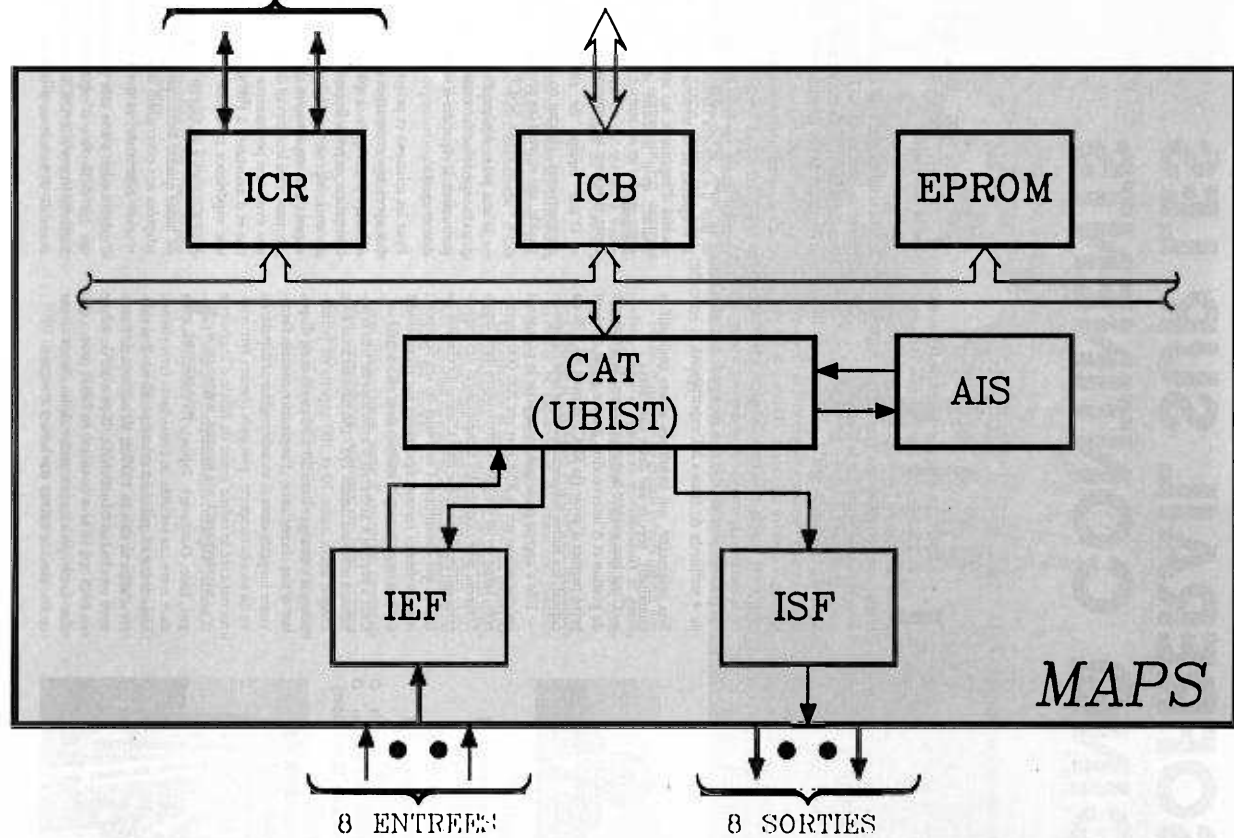 ICR
ICB
EPROM
CAT
(UBIST)
AIS
IEF
ISF
MAPS
8 ENTREES
8 SORTIES